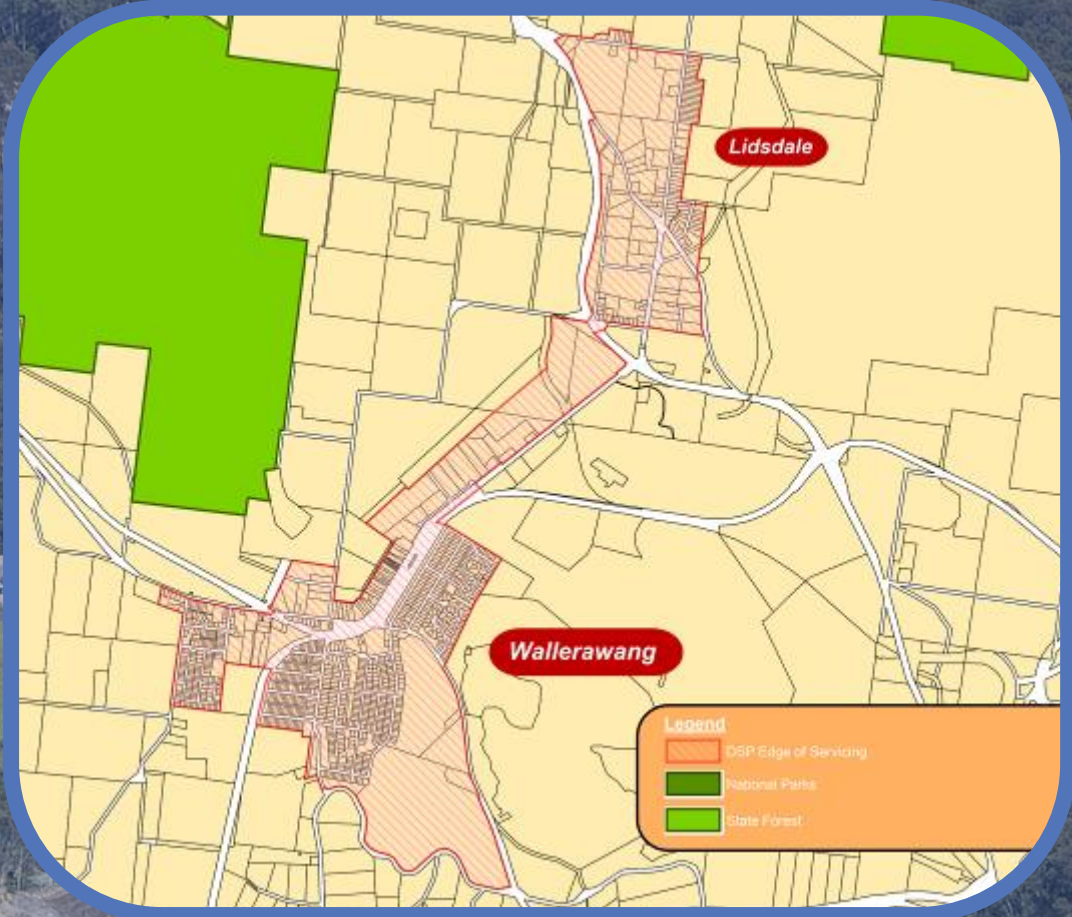 Lidsdale
Wallerawang
Legend
DSP Edge of Servicing
National Parks
State Forest